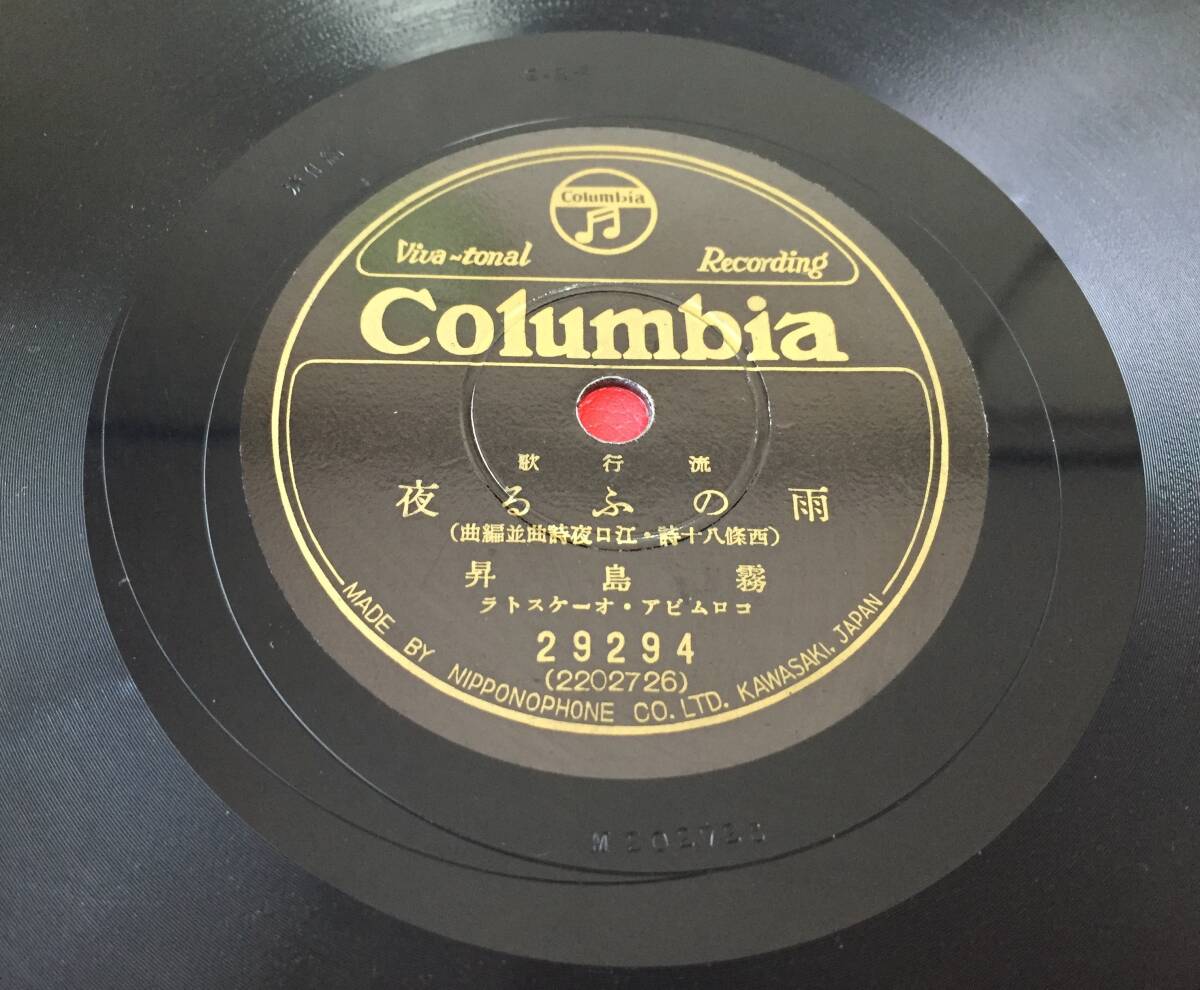 Columbia
Viva-tonal Recording
Columbia
流行歌
雨のふる夜
(西條八十詩・江口夜詩曲並編曲)
霧島昇
コロムビア・オーケストラ
29294
(2202726)
MADE BY NIPPONOPHONE CO. LTD. KAWASAKI, JAPAN